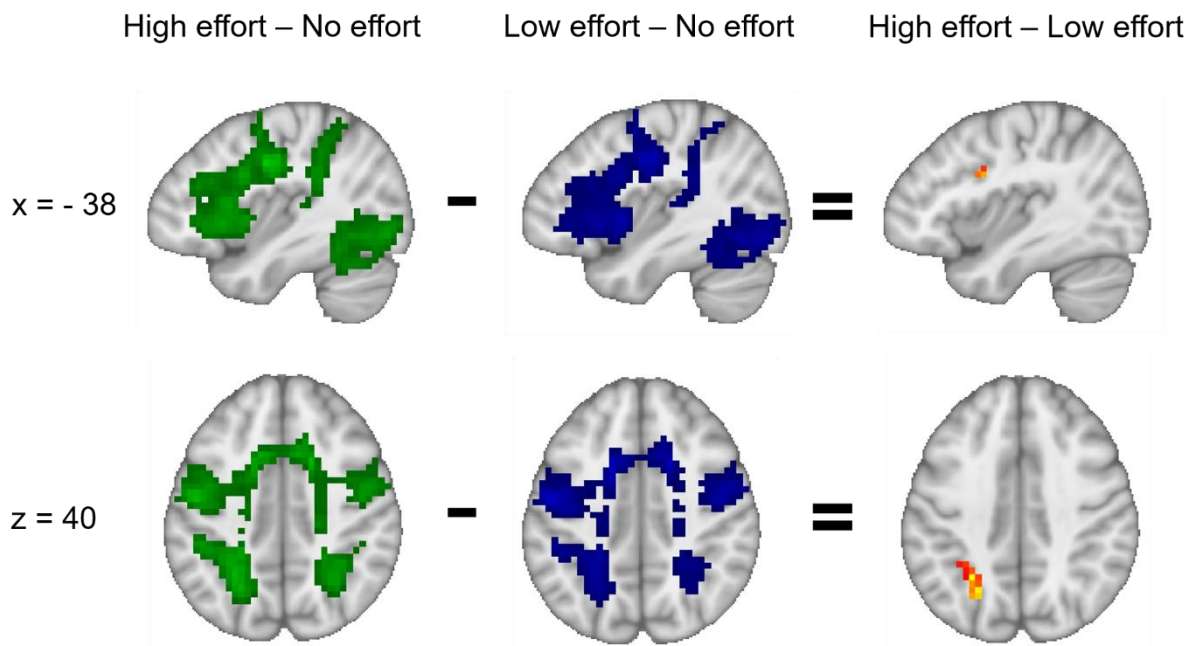 High effort – No effort
Low effort – No effort
High effort – Low effort
x = - 38
-
=
z = 40
-
=